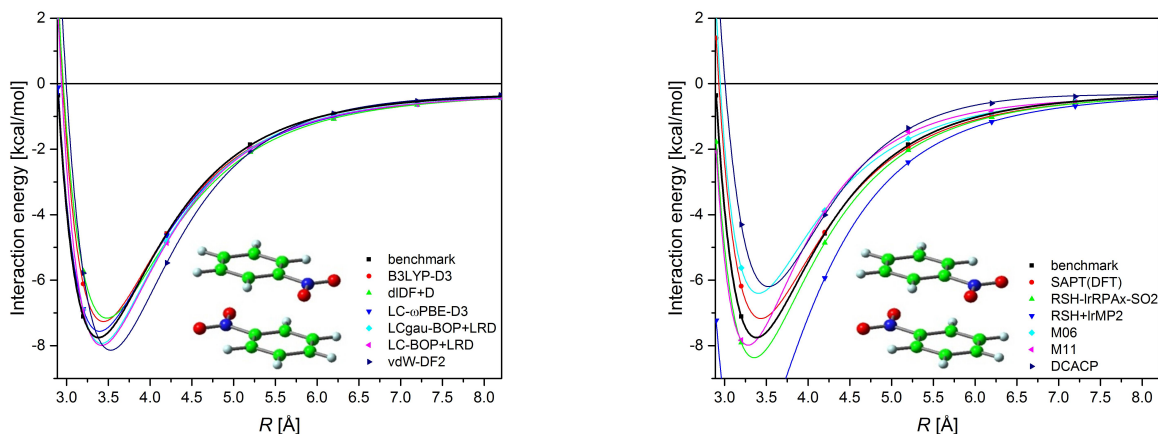 2
0
-2
-4
-6
-8
Interaction energy [kcal/mol]
3.0 3.5 4.0 4.5 5.0 5.5 6.0 6.5 7.0 7.5 8.0
R [Å]
benchmark
B3LYP-D3
dlDF+D
LC-ωPBE-D3
LCgau-BOP+LRD
LC-BOP+LRD
vdW-DF2
2
0
-2
-4
-6
-8
Interaction energy [kcal/mol]
3.0 3.5 4.0 4.5 5.0 5.5 6.0 6.5 7.0 7.5 8.0
R [Å]
benchmark
SAPT(DFT)
RSH-lrRPAx-SO2
RSH+lrMP2
M06
M11
DCACP